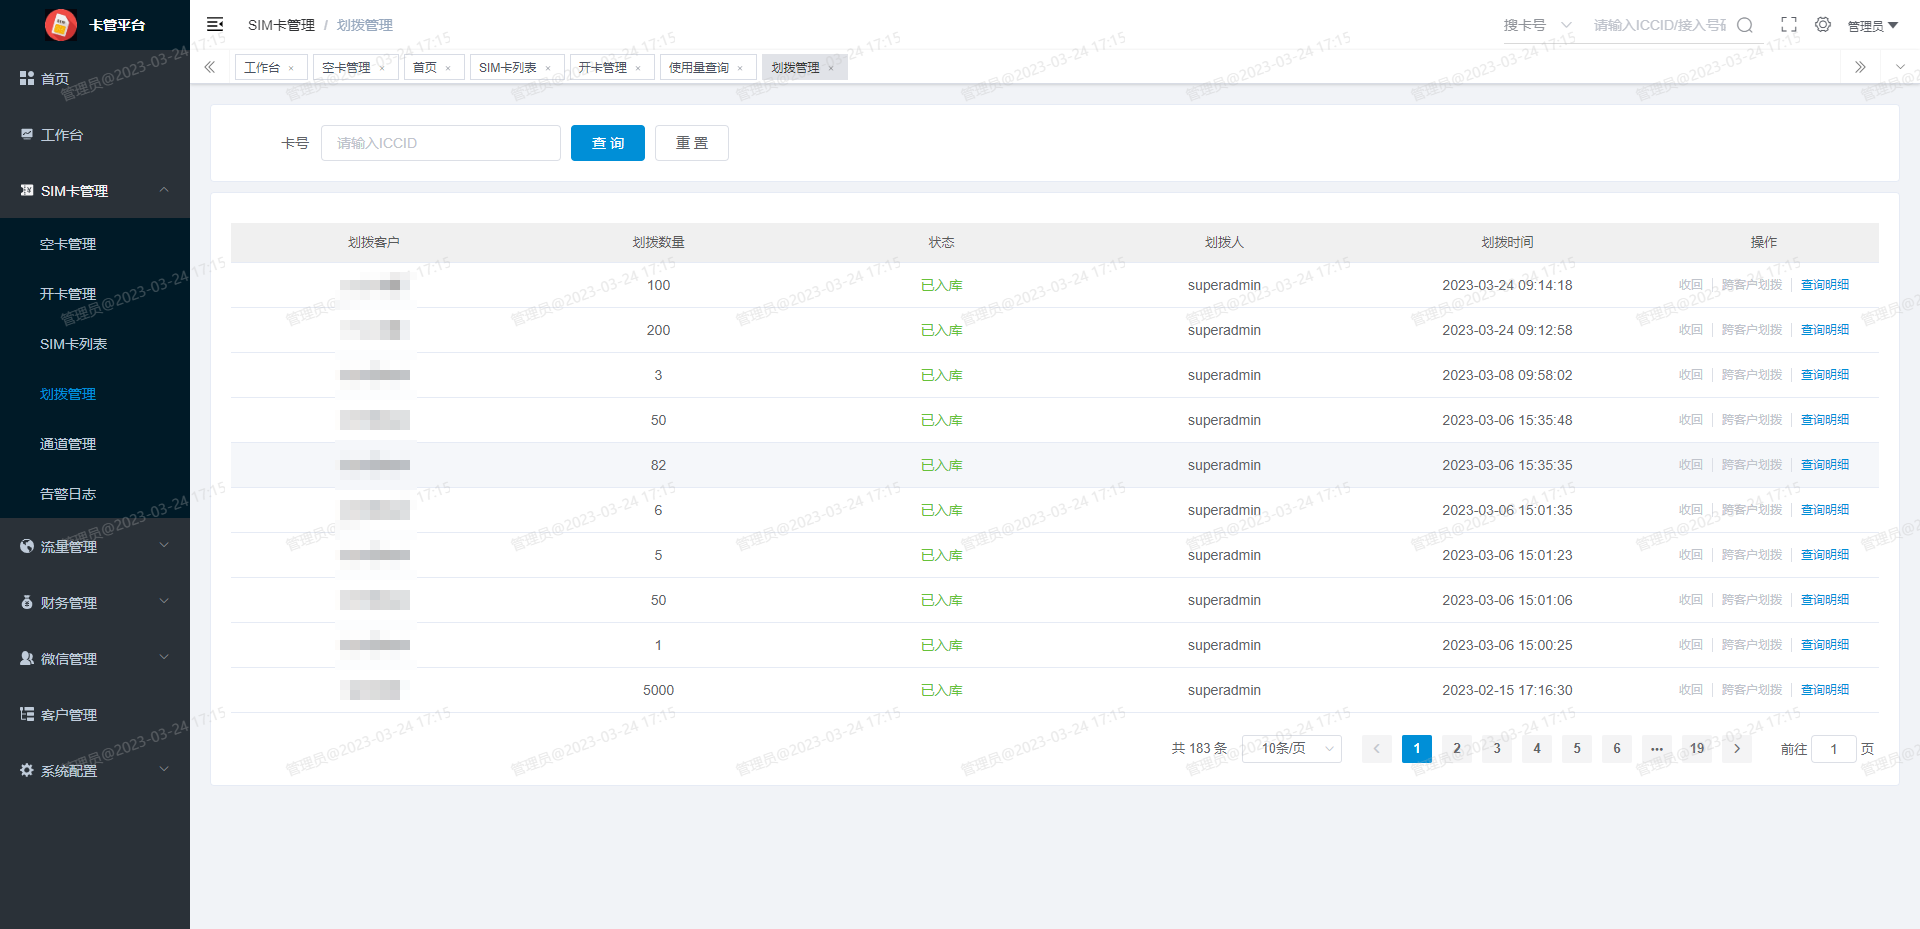 卡管平台
SIM卡管理 / 划拨管理
搜卡号 请输入ICCID/接入号码 管理员
工作台 × 空卡管理 × 首页 × SIM卡列表 × 开卡管理 × 使用量查询 × 划拨管理 ×
首页
工作台
SIM卡管理
空卡管理
开卡管理
SIM卡列表
划拨管理
通道管理
告警日志
流量管理
财务管理
微信管理
客户管理
系统配置
卡号 请输入ICCID 查 询 重 置
划拨客户 划拨数量 状态 划拨人 划拨时间 操作
100 已入库 superadmin 2023-03-24 09:14:18 收回 跨客户划拨 查询明细
200 已入库 superadmin 2023-03-24 09:12:58 收回 跨客户划拨 查询明细
3 已入库 superadmin 2023-03-08 09:58:02 收回 跨客户划拨 查询明细
50 已入库 superadmin 2023-03-06 15:35:48 收回 跨客户划拨 查询明细
82 已入库 superadmin 2023-03-06 15:35:35 收回 跨客户划拨 查询明细
6 已入库 superadmin 2023-03-06 15:01:35 收回 跨客户划拨 查询明细
5 已入库 superadmin 2023-03-06 15:01:23 收回 跨客户划拨 查询明细
50 已入库 superadmin 2023-03-06 15:01:06 收回 跨客户划拨 查询明细
1 已入库 superadmin 2023-03-06 15:00:25 收回 跨客户划拨 查询明细
5000 已入库 superadmin 2023-02-15 17:16:30 收回 跨客户划拨 查询明细
共 183 条 10条/页 1 2 3 4 5 6 ••• 19 前往 1 页
管理员@2023-03-24 17:15